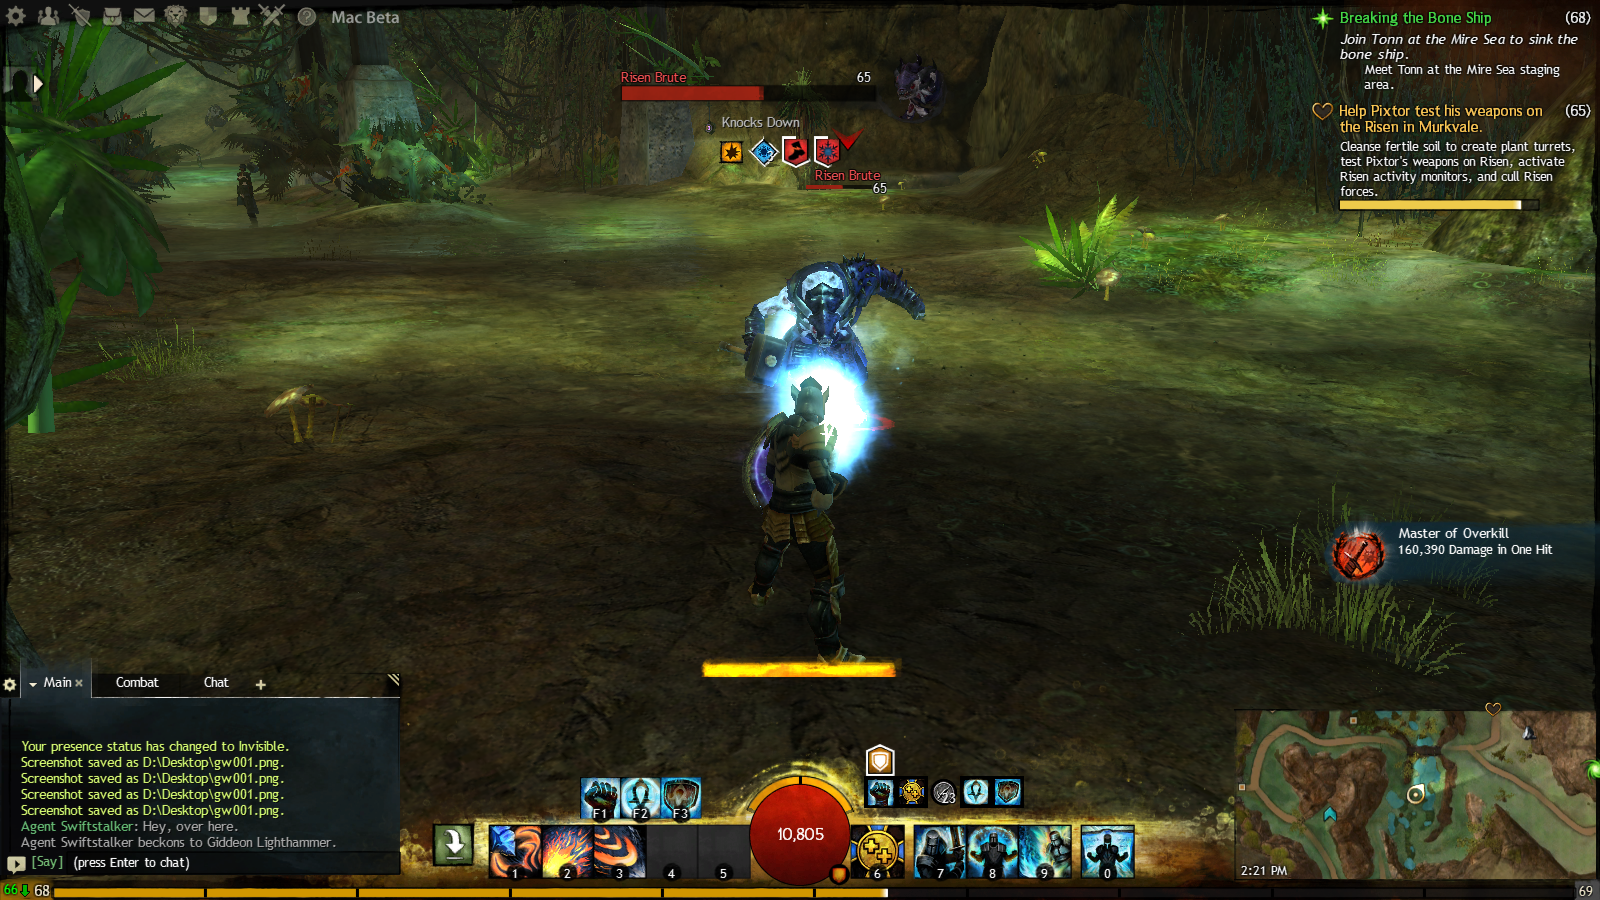 Mac Beta
Risen Brute 65
Knocks Down
3
Risen Brute
65
Breaking the Bone Ship (68)
Join Tonn at the Mire Sea to sink the
bone ship.
Meet Tonn at the Mire Sea staging
area.
Help Pixtor test his weapons on (65)
the Risen in Murkvale.
Cleanse fertile soil to create plant turrets,
test Pixtor's weapons on Risen, activate
Risen activity monitors, and cull Risen
forces.
Master of Overkill
160,390 Damage in One Hit
Main Combat Chat
Your presence status has changed to Invisible.
Screenshot saved as D:\Desktop\gw001.png.
Screenshot saved as D:\Desktop\gw001.png.
Screenshot saved as D:\Desktop\gw001.png.
Screenshot saved as D:\Desktop\gw001.png.
Agent Swiftstalker: Hey, over here.
Agent Swiftstalker beckons to Giddeon Lighthammer.
[Say] (press Enter to chat)
F1 F2 F3
23
10,805
1 2 3 4 5 6 7 8 9 0
2:21 PM
66 68 69